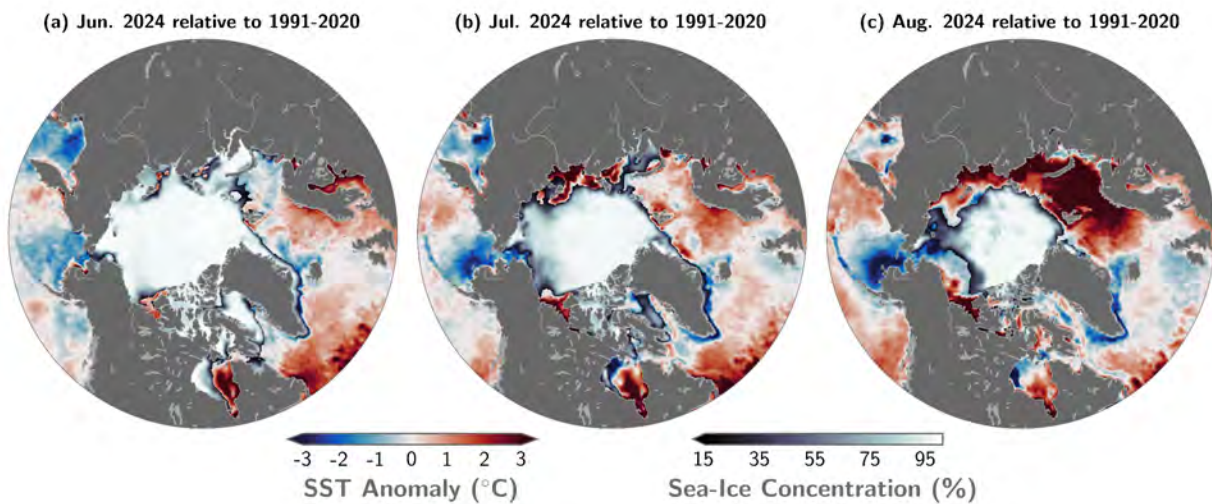 (a) Jun. 2024 relative to 1991-2020
(b) Jul. 2024 relative to 1991-2020
(c) Aug. 2024 relative to 1991-2020
-3 -2 -1 0 1 2 3
SST Anomaly (°C)
15 35 55 75 95
Sea-Ice Concentration (%)